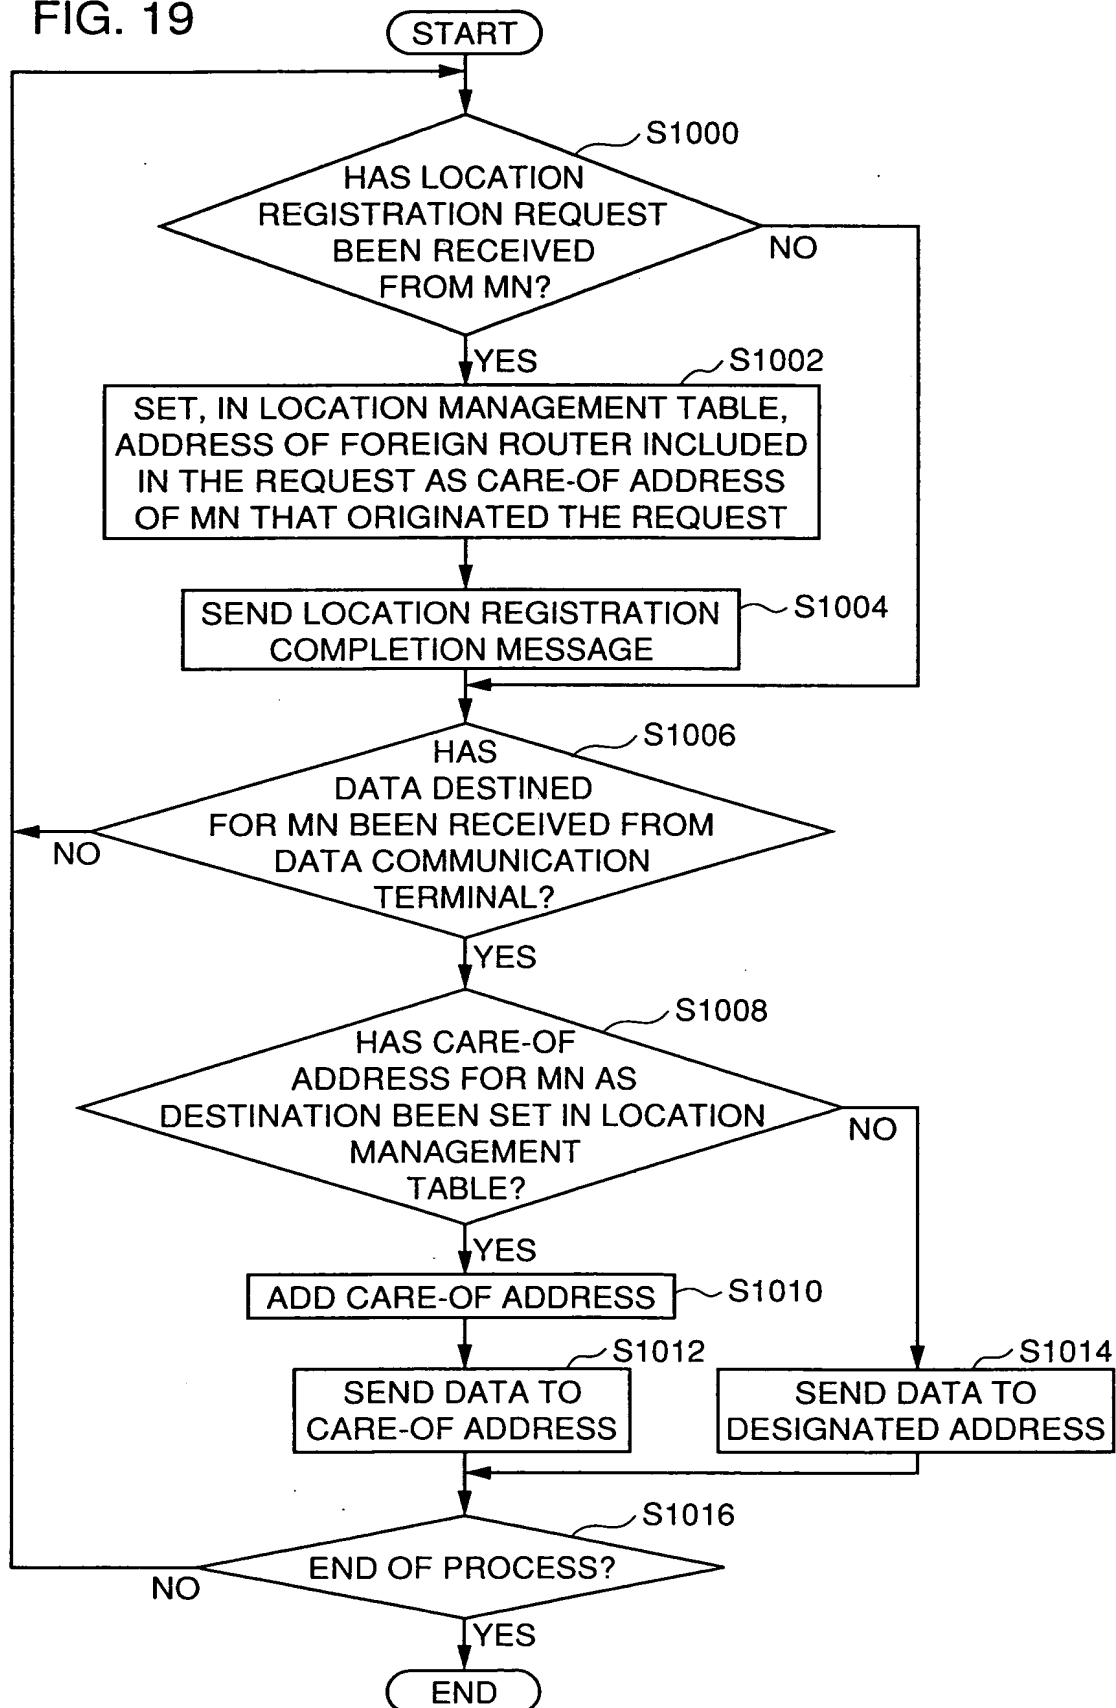 FIG. 19
START
S1000
HAS LOCATION
REGISTRATION REQUEST
BEEN RECEIVED
FROM MN?
NO
YES
S1002
SET, IN LOCATION MANAGEMENT TABLE,
ADDRESS OF FOREIGN ROUTER INCLUDED
IN THE REQUEST AS CARE-OF ADDRESS
OF MN THAT ORIGINATED THE REQUEST
SEND LOCATION REGISTRATION
COMPLETION MESSAGE
S1004
S1006
HAS
DATA DESTINED
FOR MN BEEN RECEIVED FROM
DATA COMMUNICATION
TERMINAL?
NO
YES
S1008
HAS CARE-OF
ADDRESS FOR MN AS
DESTINATION BEEN SET IN LOCATION
MANAGEMENT
TABLE?
NO
YES
ADD CARE-OF ADDRESS
S1010
S1012
SEND DATA TO
CARE-OF ADDRESS
S1014
SEND DATA TO
DESIGNATED ADDRESS
S1016
END OF PROCESS?
NO
YES
END